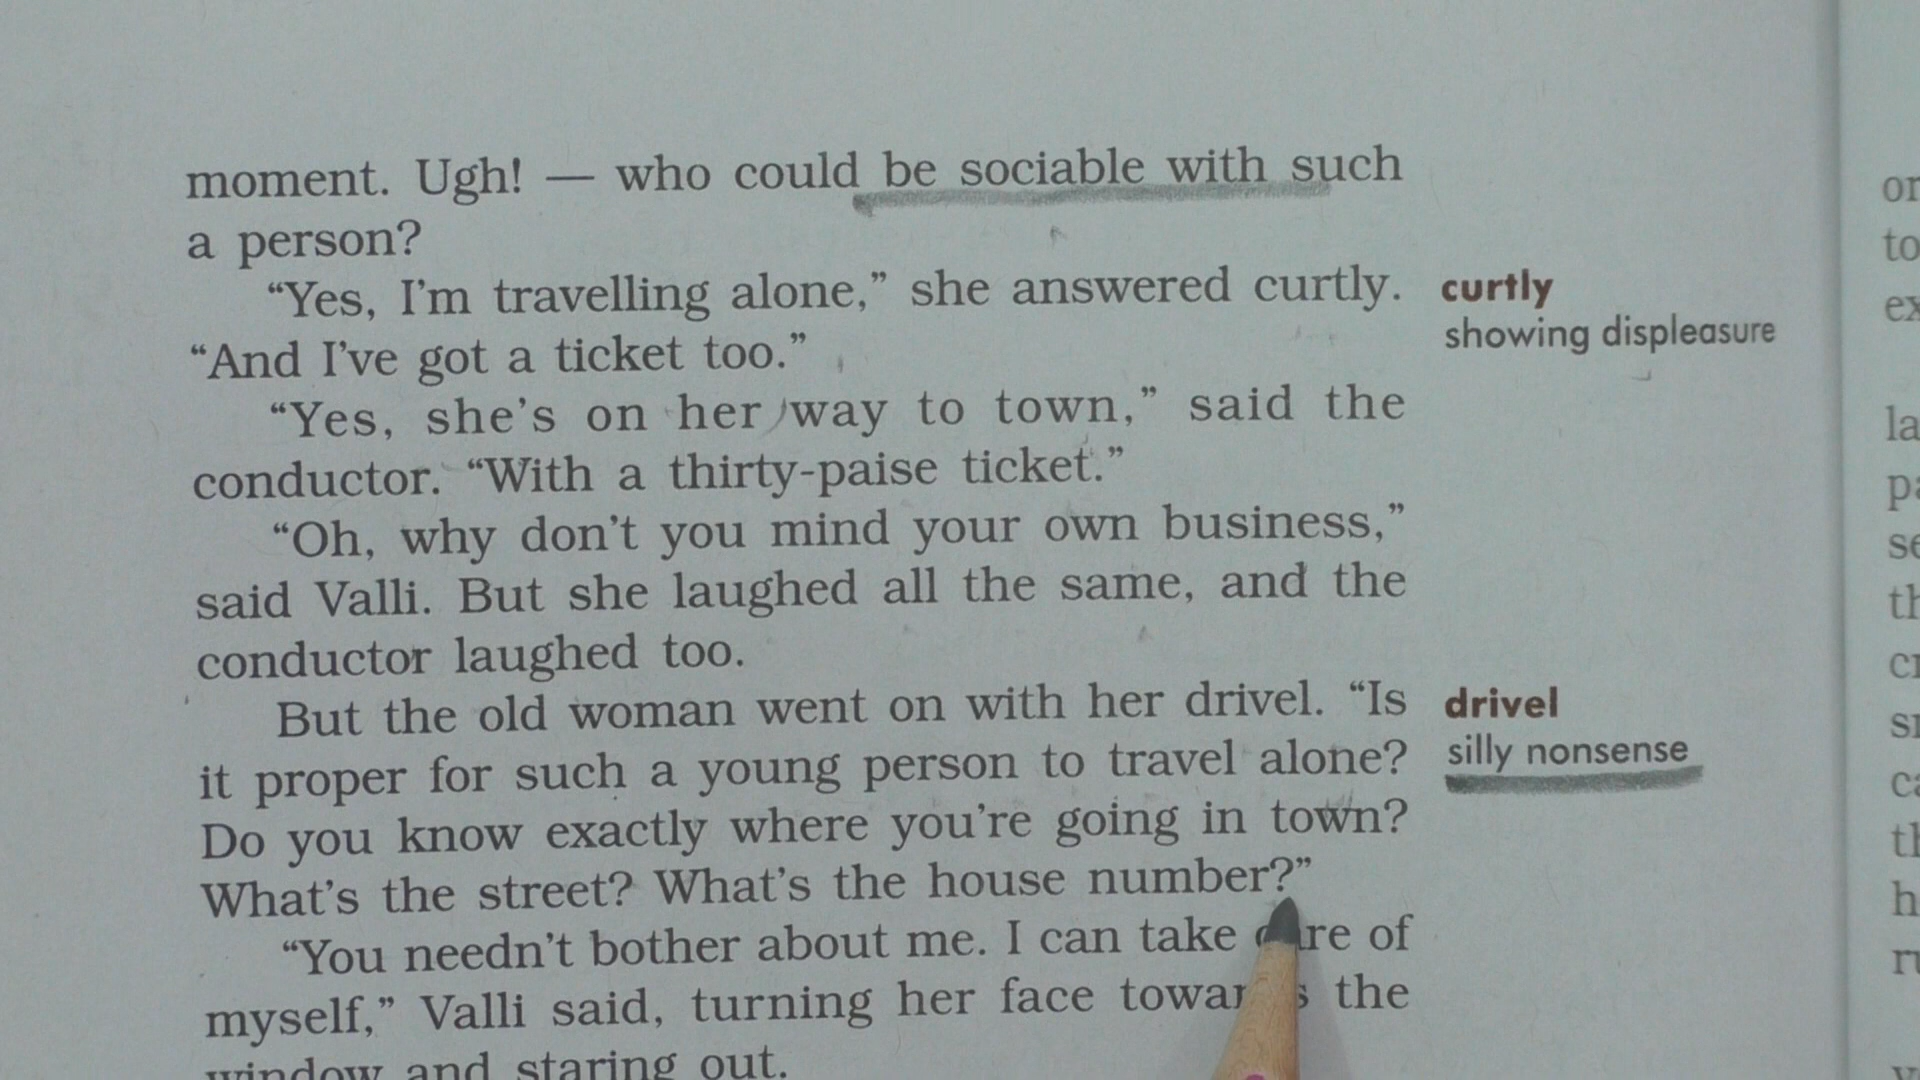 moment. Ugh! — who could be sociable with such
a person?
“Yes, I'm travelling alone,” she answered curtly.
“And I've got a ticket too.”
“Yes, she's on her way to town,” said the
conductor. “With a thirty-paise ticket.”
“Oh, why don't you mind your own business,”
said Valli. But she laughed all the same, and the
conductor laughed too.
But the old woman went on with her drivel. “Is
it proper for such a young person to travel alone?
Do you know exactly where you're going in town?
What's the street? What's the house number?”
“You needn't bother about me. I can take care of
myself,” Valli said, turning her face towards the
window and staring out.
curtly
showing displeasure
drivel
silly nonsense